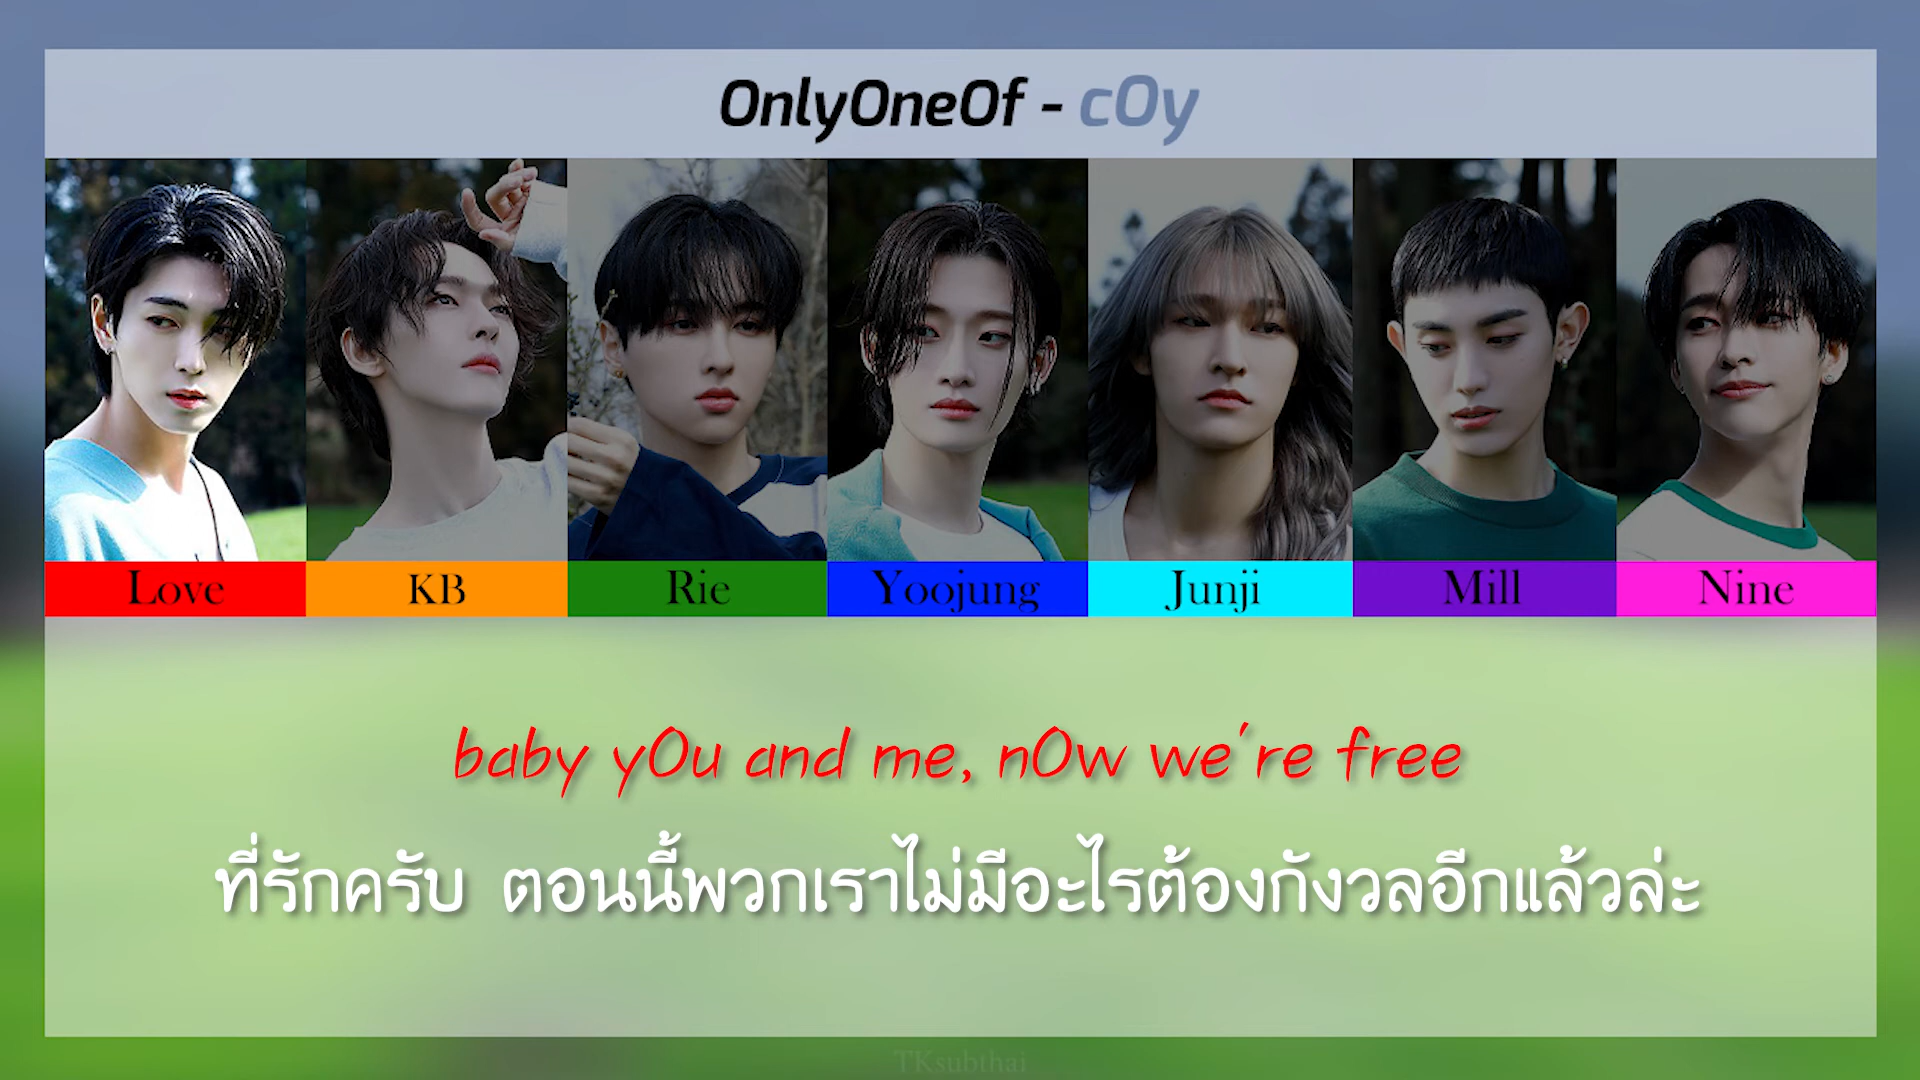 OnlyOneOf - cOy
Love KB Rie Yoojung Junji Mill Nine
baby yOu and me, nOw we're free
ที่รักครับ ตอนนี้พวกเราไม่มีอะไรต้องกังวลอีกแล้วล่ะ
TKsubthai